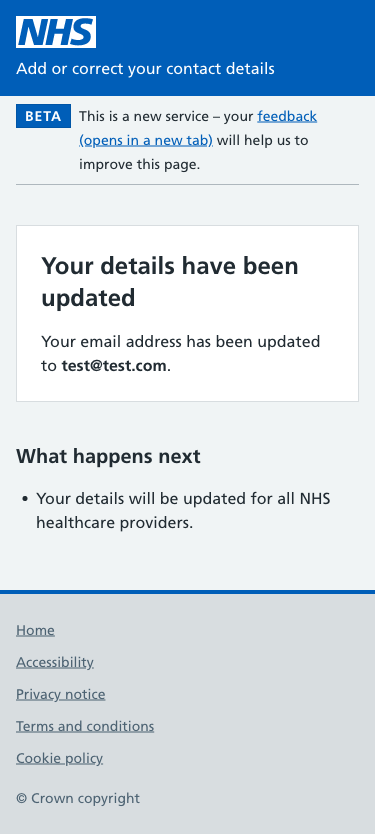 NHS
Add or correct your contact details
BETA
This is a new service – your feedback
(opens in a new tab) will help us to
improve this page.
Your details have been
updated
Your email address has been updated
to test@test.com.
What happens next
• Your details will be updated for all NHS
healthcare providers.
Home
Accessibility
Privacy notice
Terms and conditions
Cookie policy
© Crown copyright